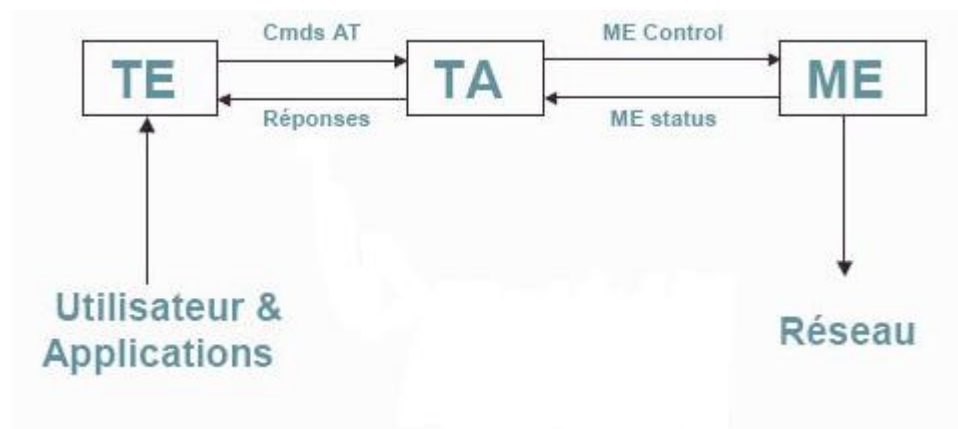 Cmds AT
ME Control
TE
TA
ME
Réponses
ME status
Utilisateur &
Applications
Réseau